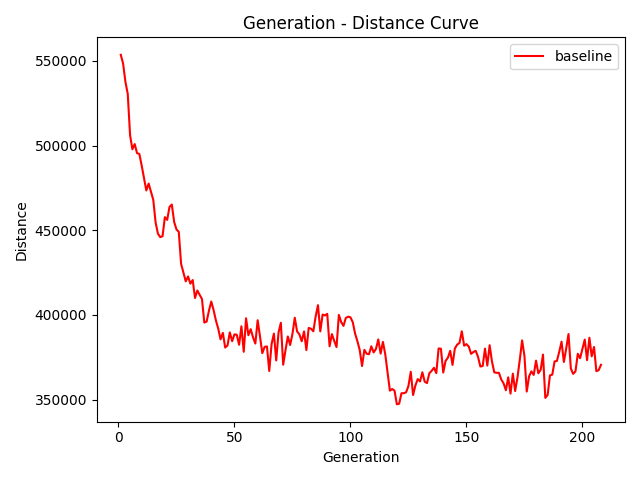 Generation - Distance Curve
baseline
550000
500000
450000
400000
350000
Distance
0 50 100 150 200
Generation